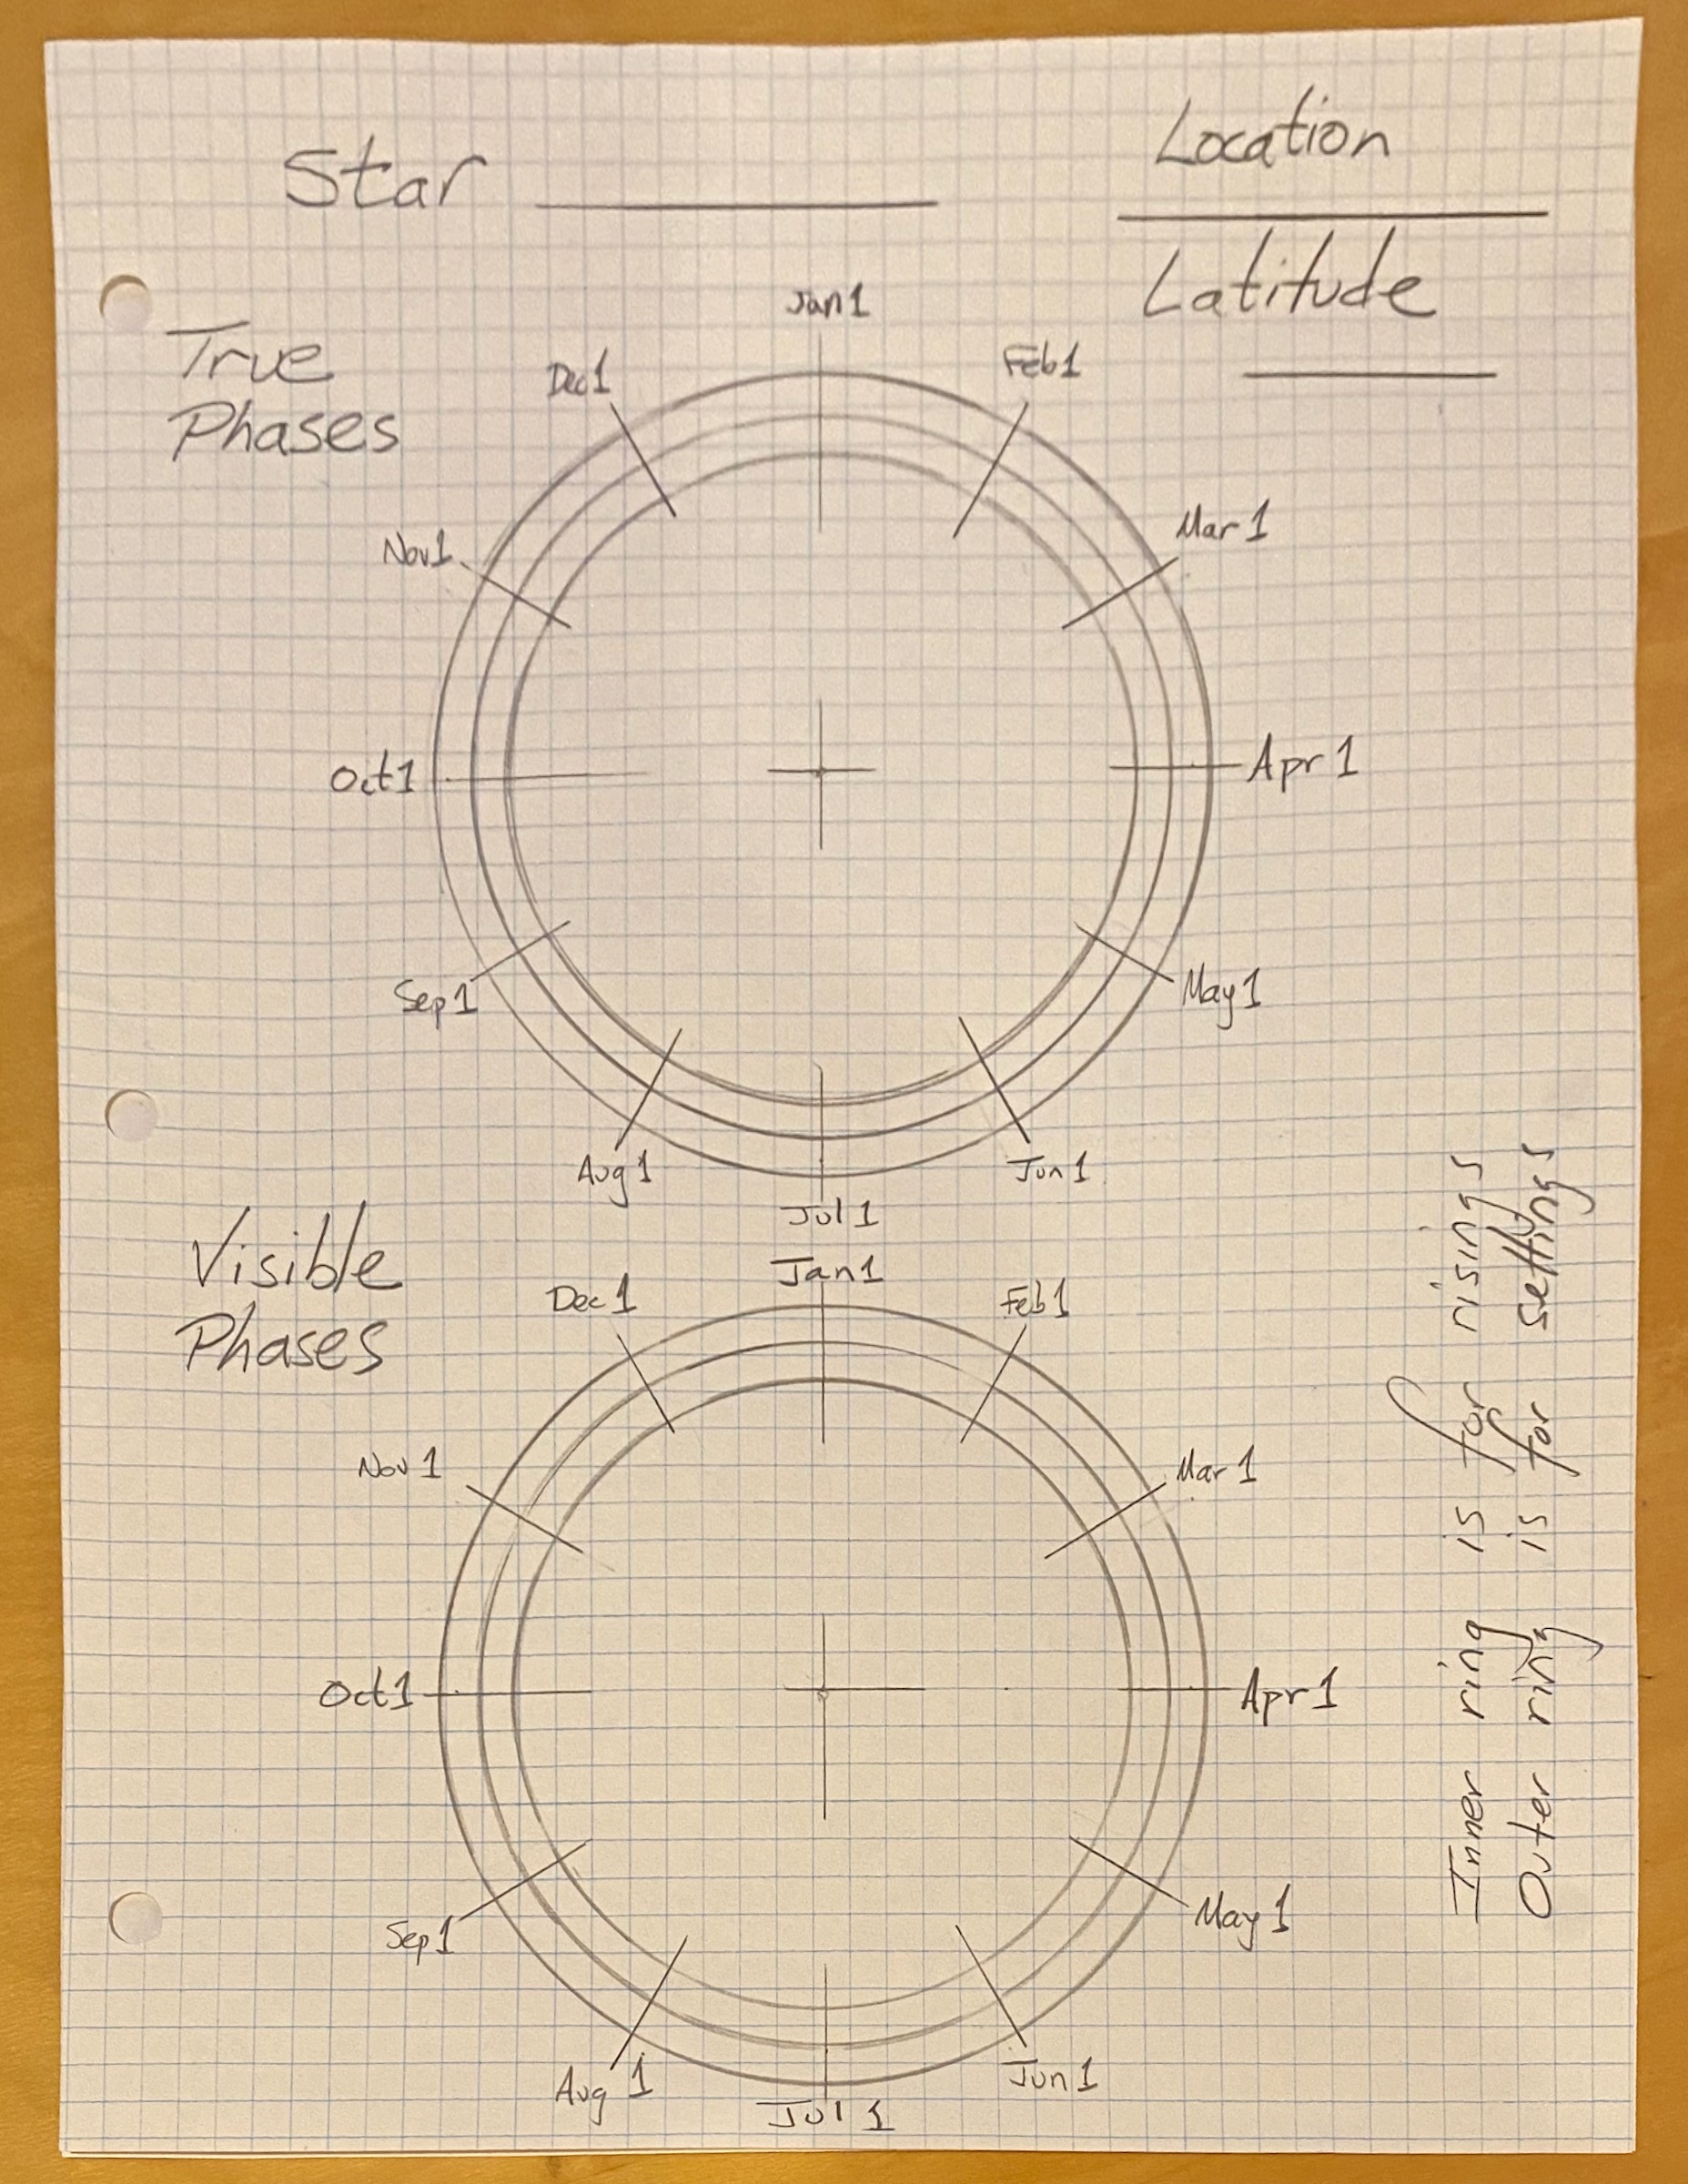 Star
Location
Latitude
True
Phases
Jan 1
Feb 1
Mar 1
Apr 1
May 1
Jun 1
Jul 1
Aug 1
Sep 1
Oct 1
Nov 1
Dec 1
Visible
Phases
Jan 1
Feb 1
Mar 1
Apr 1
May 1
Jun 1
Jul 1
Aug 1
Sep 1
Oct 1
Nov 1
Dec 1
Inner ring is for risings
Outer ring is for settings